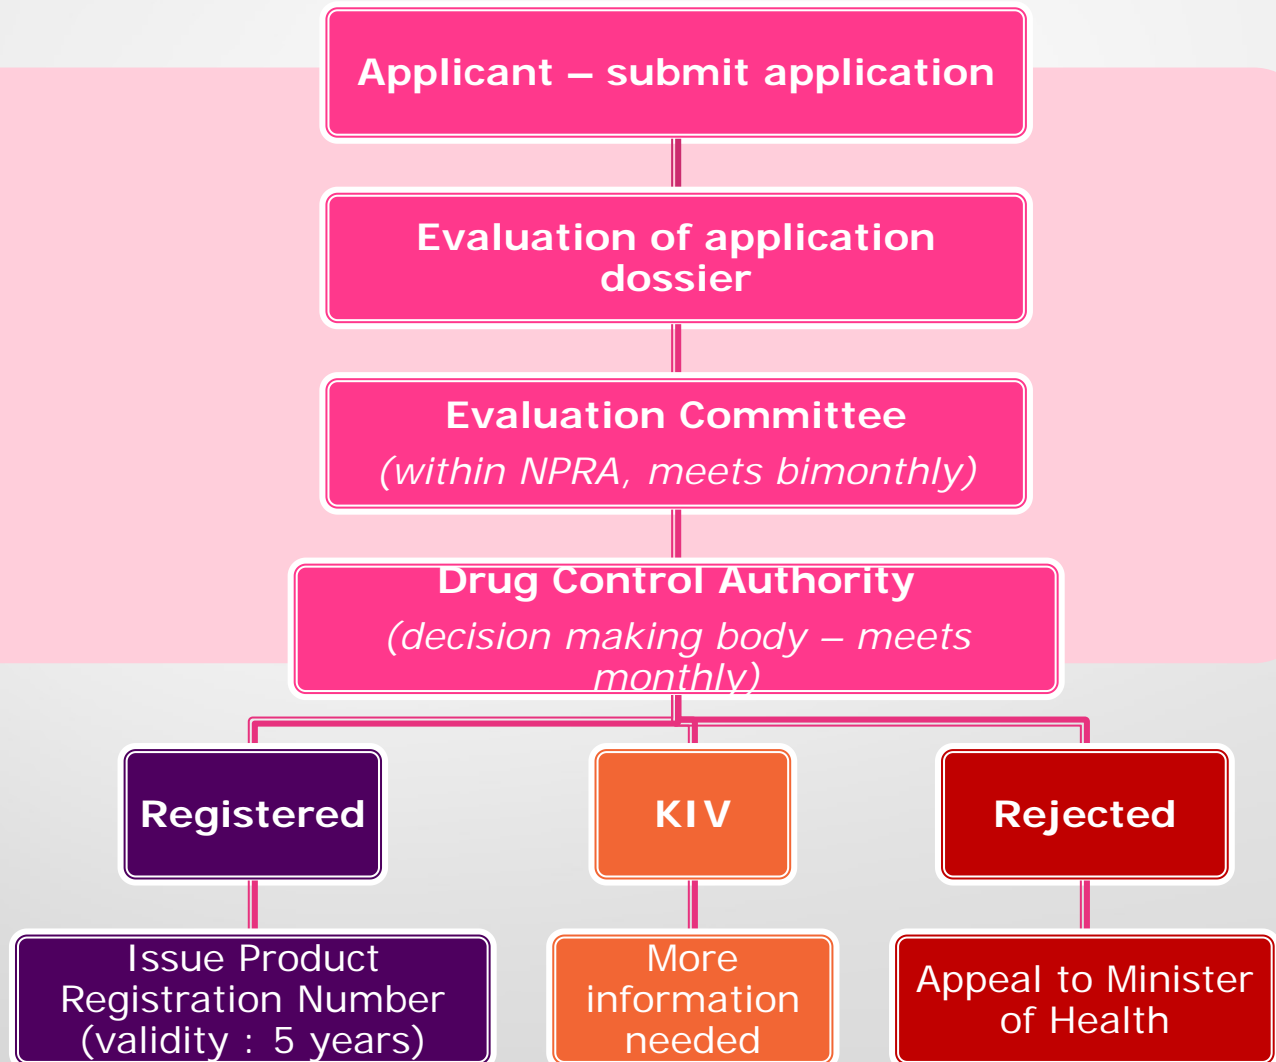 Applicant – submit application
Evaluation of application
dossier
Evaluation Committee
(within NPRA, meets bimonthly)
Drug Control Authority
(decision making body – meets
monthly)
Registered
KIV
Rejected
Issue Product
Registration Number
(validity : 5 years)
More
information
needed
Appeal to Minister
of Health